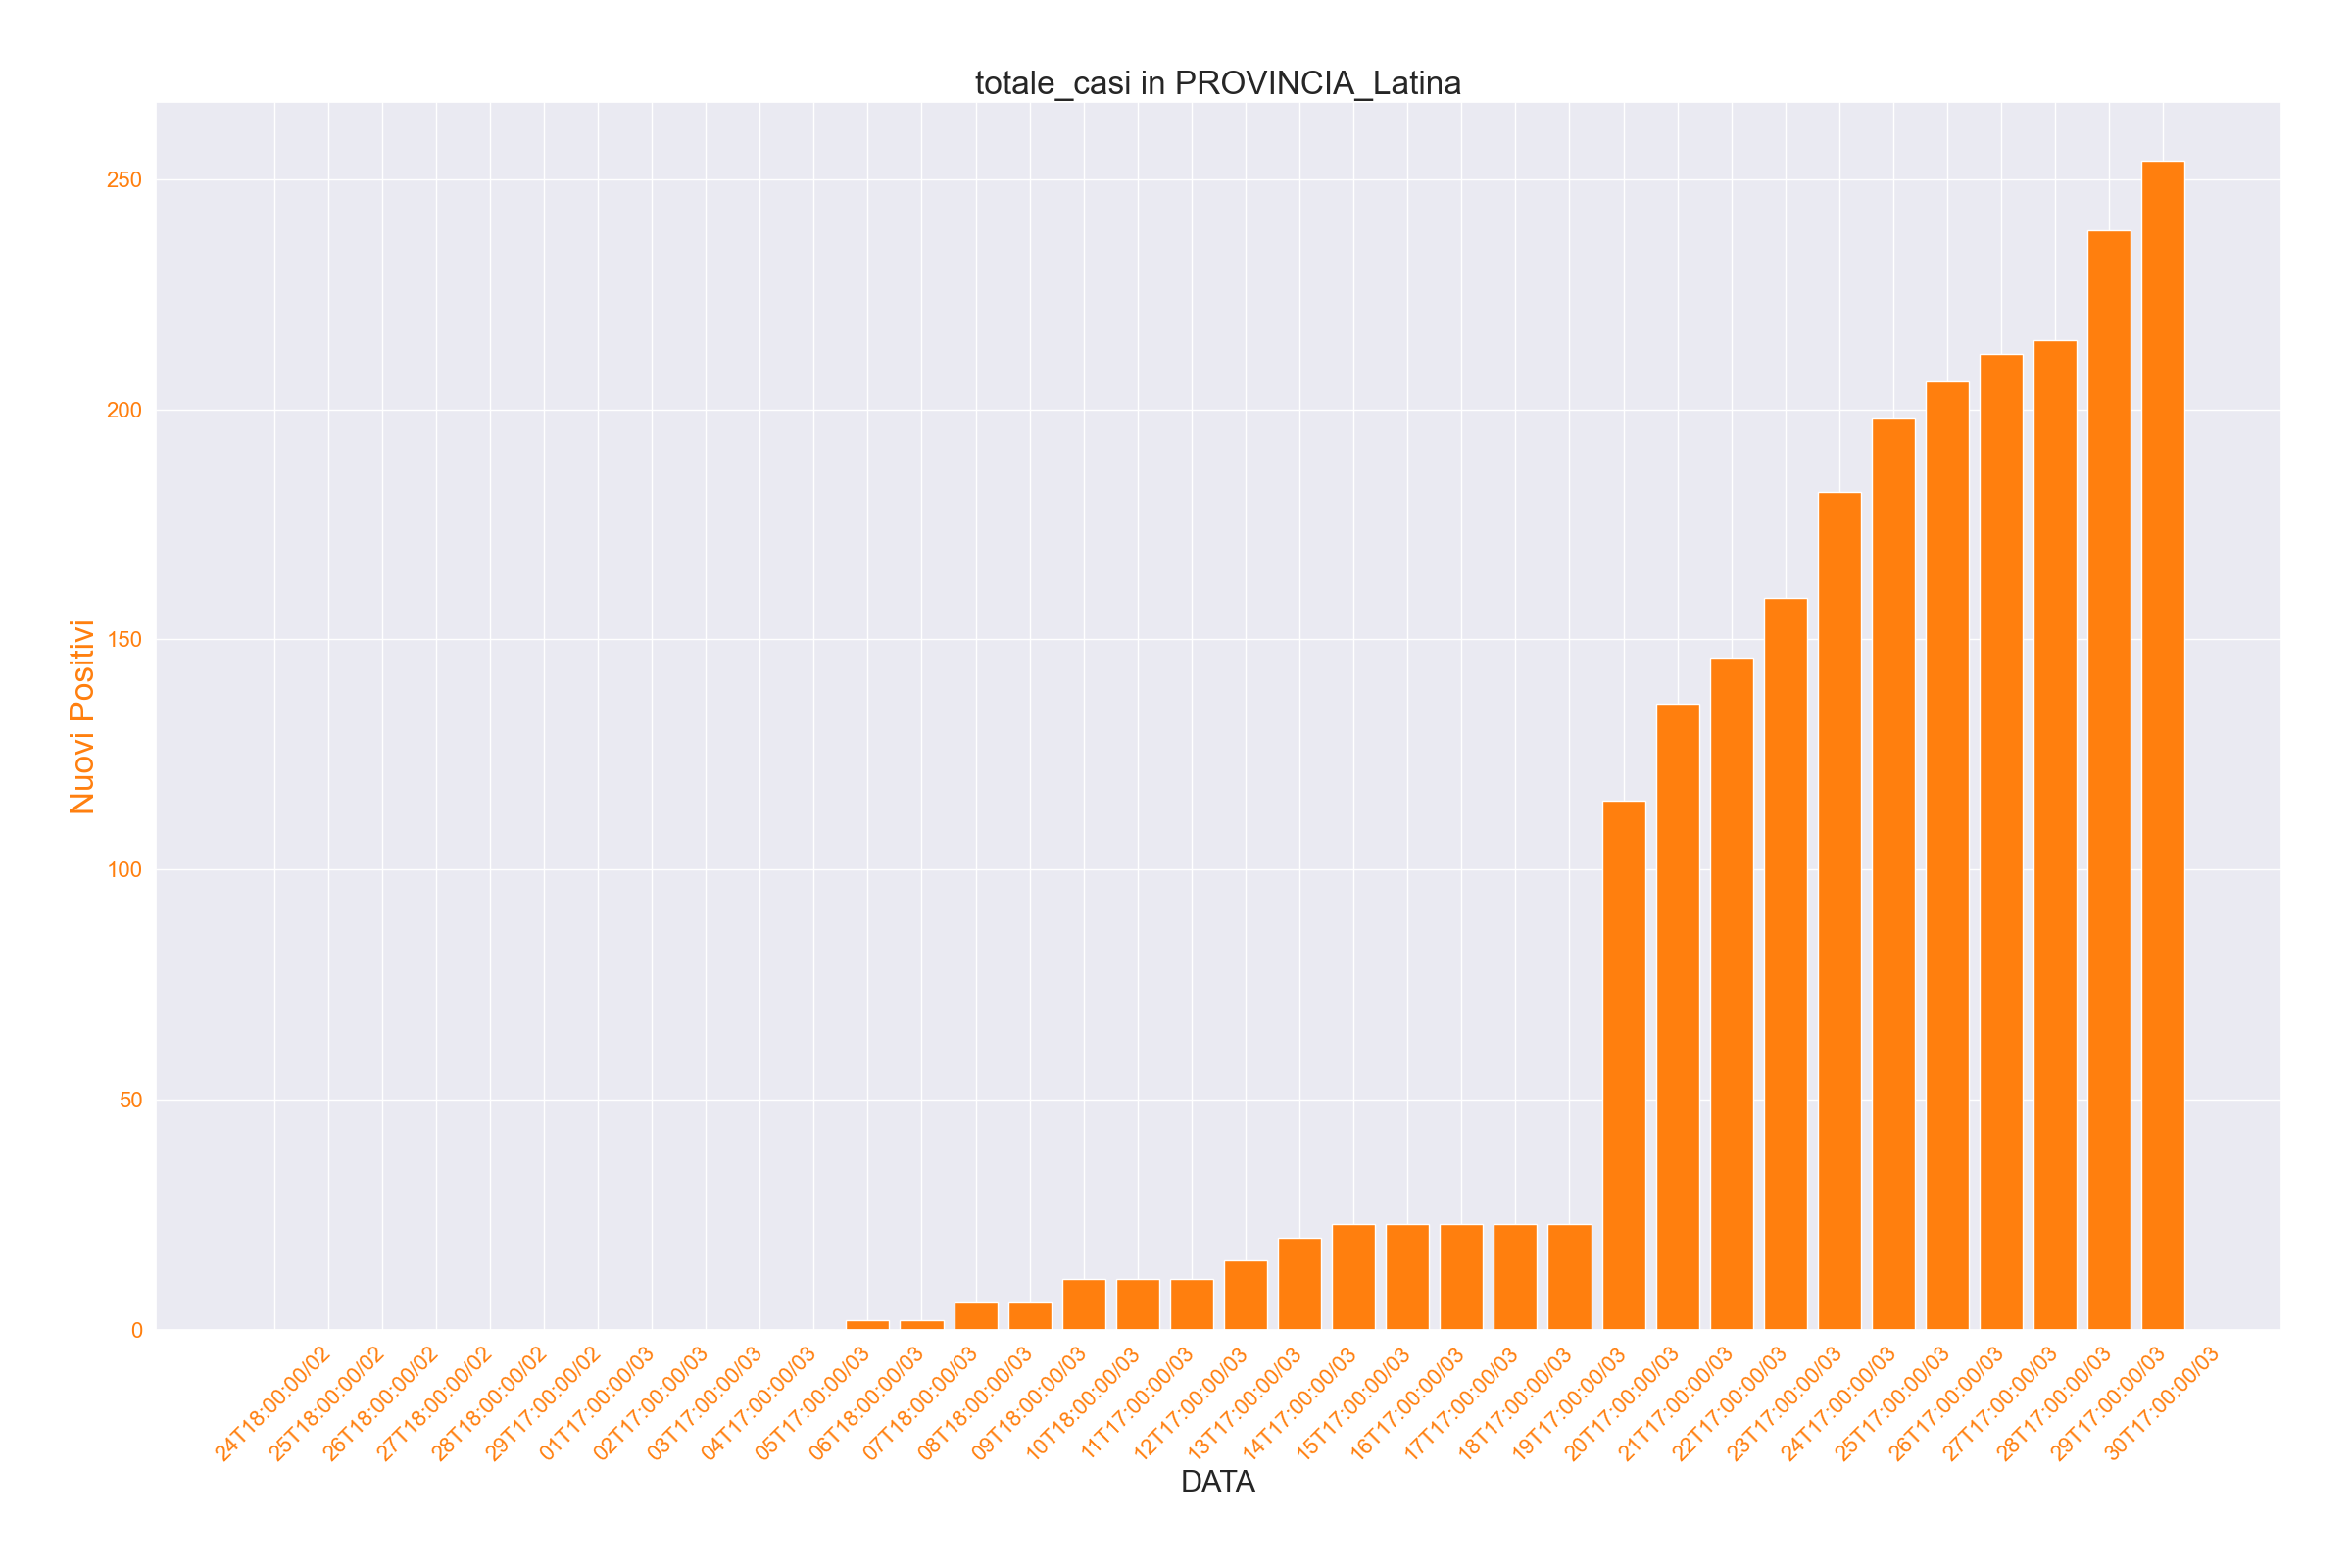 totale_casi in PROVINCIA_Latina
Nuovi Positivi
250
200
150
100
50
0
24T18:00:00/02
25T18:00:00/02
26T18:00:00/02
27T18:00:00/02
28T18:00:00/02
29T17:00:00/02
01T17:00:00/03
02T17:00:00/03
03T17:00:00/03
04T17:00:00/03
05T17:00:00/03
06T18:00:00/03
07T18:00:00/03
08T18:00:00/03
09T18:00:00/03
10T18:00:00/03
11T17:00:00/03
12T17:00:00/03
13T17:00:00/03
14T17:00:00/03
15T17:00:00/03
16T17:00:00/03
17T17:00:00/03
18T17:00:00/03
19T17:00:00/03
20T17:00:00/03
21T17:00:00/03
22T17:00:00/03
23T17:00:00/03
24T17:00:00/03
25T17:00:00/03
26T17:00:00/03
27T17:00:00/03
28T17:00:00/03
29T17:00:00/03
30T17:00:00/03
DATA